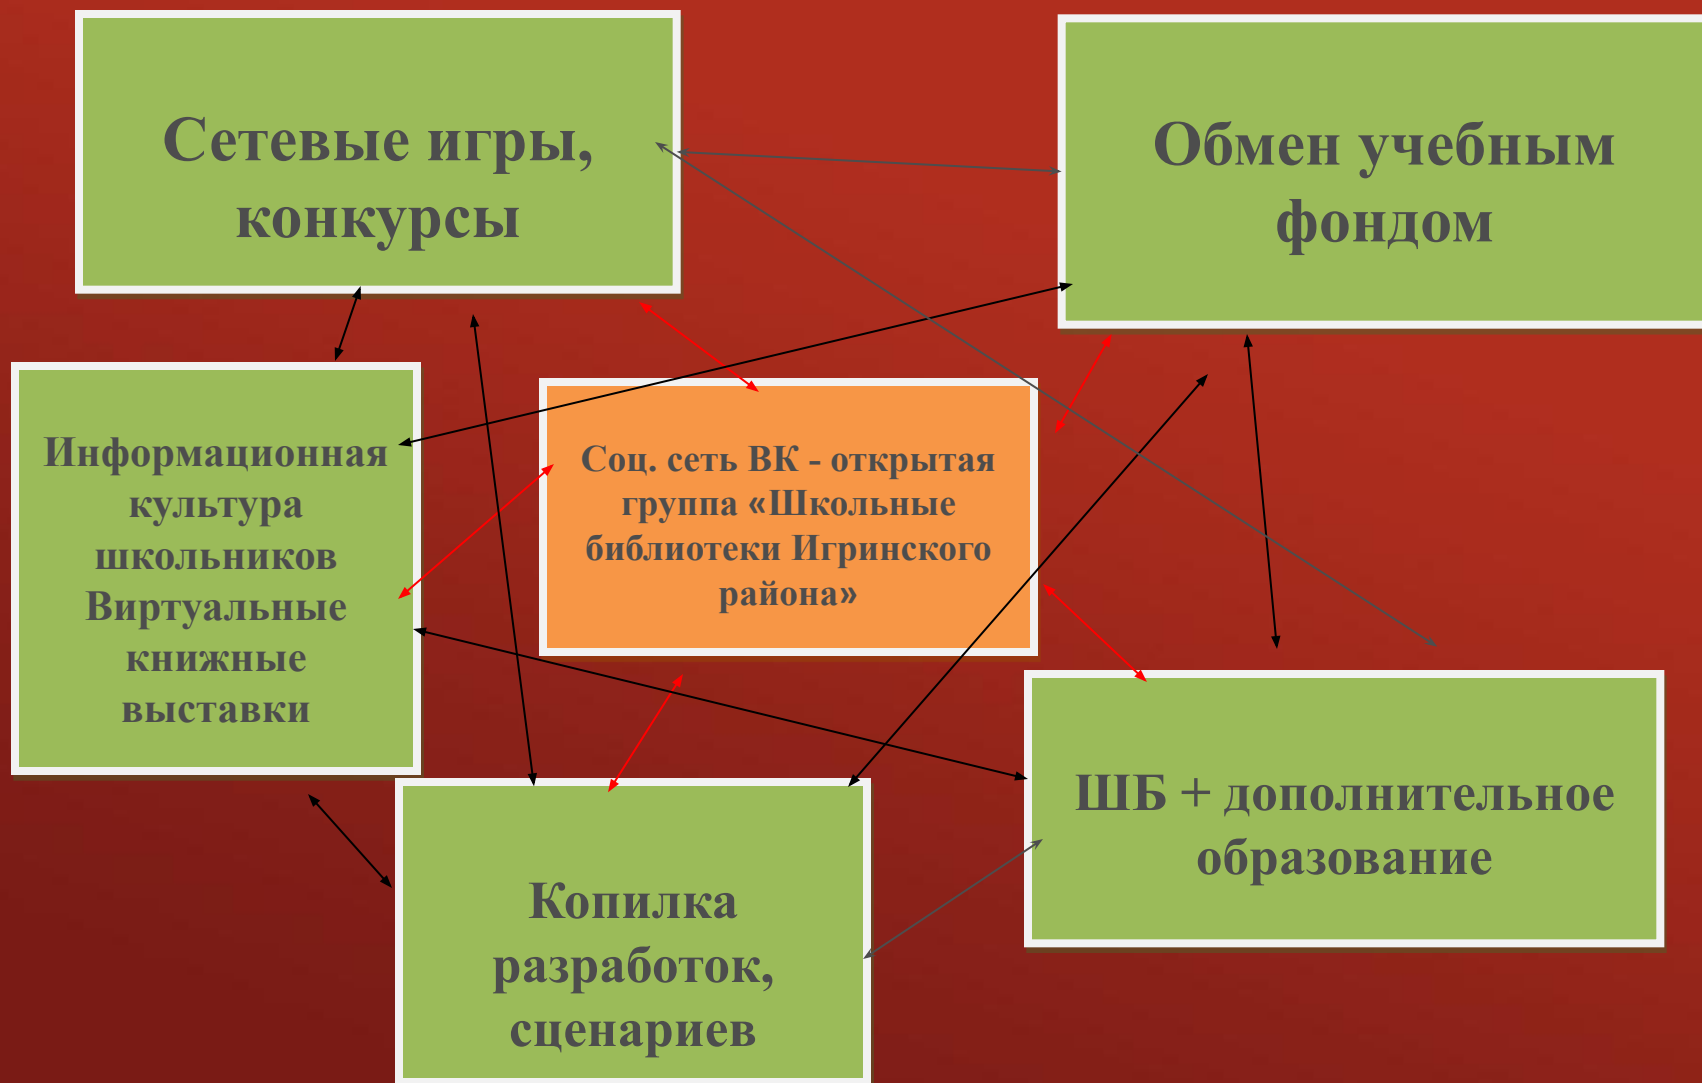 Сетевые игры,
конкурсы
Обмен учебным
фондом
Информационная
культура
школьников
Виртуальные
книжные
выставки
Соц. сеть ВК - открытая
группа «Школьные
библиотеки Игринского
района»
ШБ + дополнительное
образование
Копилка
разработок,
сценариев